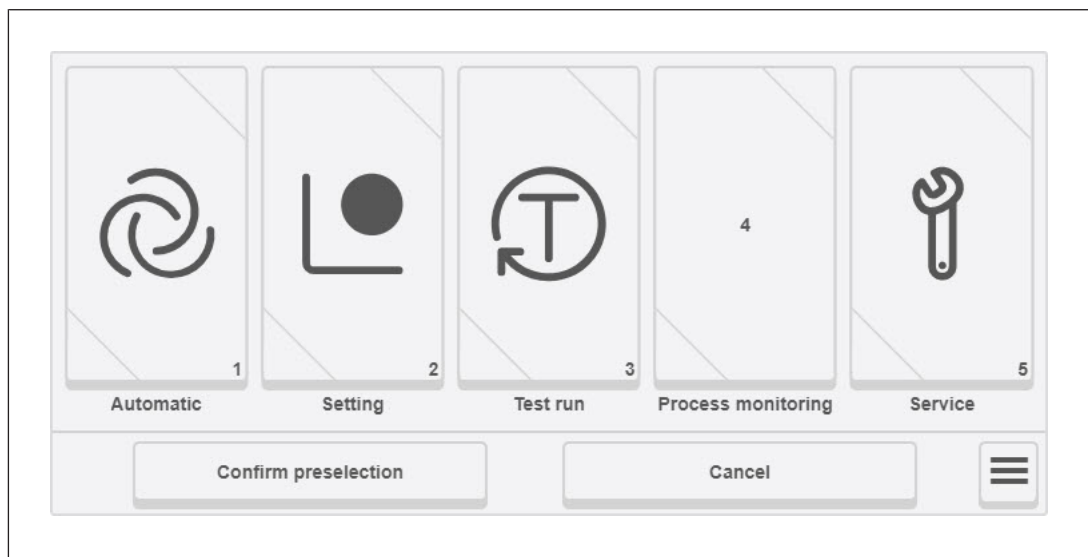 T
4
1
2
3
5
Automatic
Setting
Test run
Process monitoring
Service
Confirm preselection
Cancel